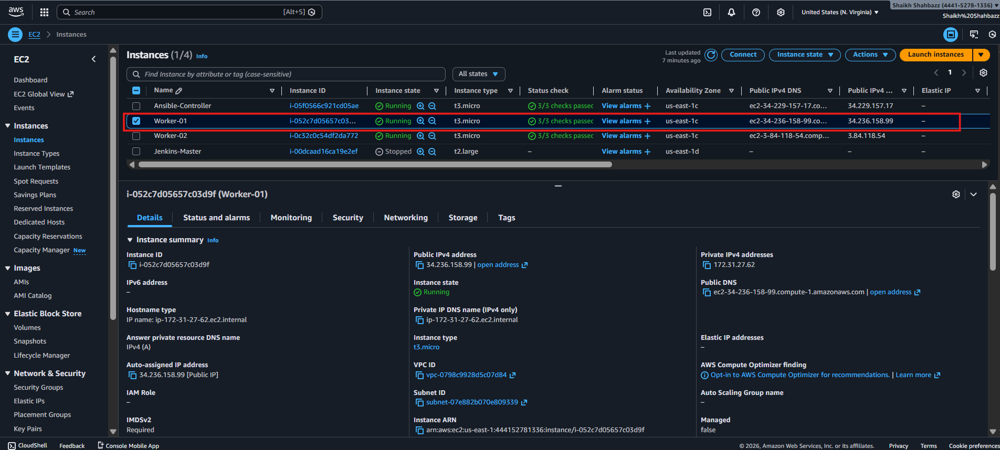 aws
Search [Alt+S]
United States (N. Virginia)
Shaikh Shahbazz (4441-5278-1336)
Shaikh%20Shahbazz
EC2 Instances
EC2
Dashboard
EC2 Global View
Events
Instances
Instances
Instance Types
Launch Templates
Spot Requests
Savings Plans
Reserved Instances
Dedicated Hosts
Capacity Reservations
Capacity Manager New
Images
AMIs
AMI Catalog
Elastic Block Store
Volumes
Snapshots
Lifecycle Manager
Network & Security
Security Groups
Elastic IPs
Placement Groups
Key Pairs
Instances (1/4) Info
Last updated
7 minutes ago
Connect
Instance state
Actions
Launch instances
Find Instance by attribute or tag (case-sensitive)
All states
1
Name Instance ID Instance state Instance type Status check Alarm status Availability Zone Public IPv4 DNS Public IPv4 ... Elastic IP
Ansible-Controller i-05f0566c921cd05ae Running t3.micro 3/3 checks passec View alarms + us-east-1c ec2-34-229-157-17.co... 34.229.157.17 –
Worker-01 i-052c7d05657c03... Running t3.micro 3/3 checks passec View alarms + us-east-1c ec2-34-236-158-99.co... 34.236.158.99 –
Worker-02 i-0c32c0c54df2da772 Running t3.micro 3/3 checks passec View alarms + us-east-1c ec2-3-84-118-54.comp... 3.84.118.54 –
Jenkins-Master i-00dcaad16ca19e2ef Stopped t2.large – View alarms + us-east-1d – – –
i-052c7d05657c03d9f (Worker-01)
Details Status and alarms Monitoring Security Networking Storage Tags
Instance summary Info
Instance ID
i-052c7d05657c03d9f
Public IPv4 address
34.236.158.99 | open address
Private IPv4 addresses
172.31.27.62
IPv6 address
–
Instance state
Running
Public DNS
ec2-34-236-158-99.compute-1.amazonaws.com | open address
Hostname type
IP name: ip-172-31-27-62.ec2.internal
Private IP DNS name (IPv4 only)
ip-172-31-27-62.ec2.internal
Answer private resource DNS name
IPv4 (A)
Instance type
t3.micro
Elastic IP addresses
–
Auto-assigned IP address
34.236.158.99 [Public IP]
VPC ID
vpc-0798c9928d5c07d84
AWS Compute Optimizer finding
Opt-in to AWS Compute Optimizer for recommendations. | Learn more
IAM Role
–
Subnet ID
subnet-07e882b070e809339
Auto Scaling Group name
–
IMDSv2
Required
Instance ARN
arn:aws:ec2:us-east-1:444152781336:instance/i-052c7d05657c03d9f
Managed
false
CloudShell Feedback Console Mobile App © 2026, Amazon Web Services, Inc. or its affiliates. Privacy Terms Cookie preferences